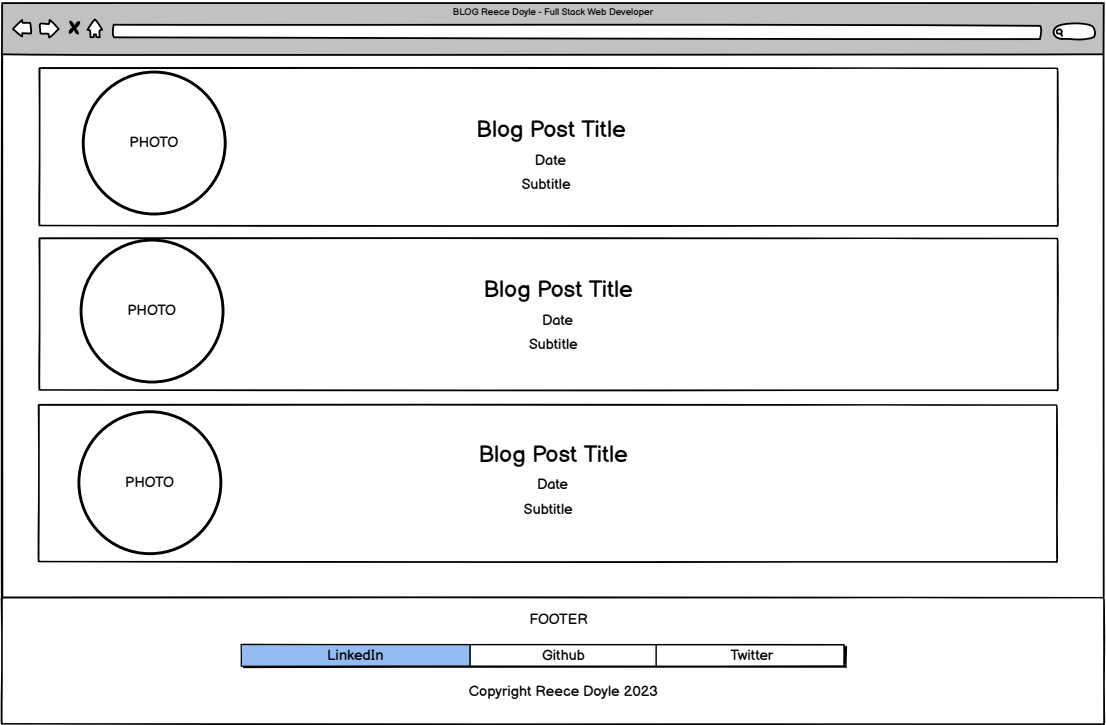 BLOG Reece Doyle - Full Stack Web Developer
PHOTO
Blog Post Title
Date
Subtitle
PHOTO
Blog Post Title
Date
Subtitle
PHOTO
Blog Post Title
Date
Subtitle
FOOTER
LinkedIn Github Twitter
Copyright Reece Doyle 2023